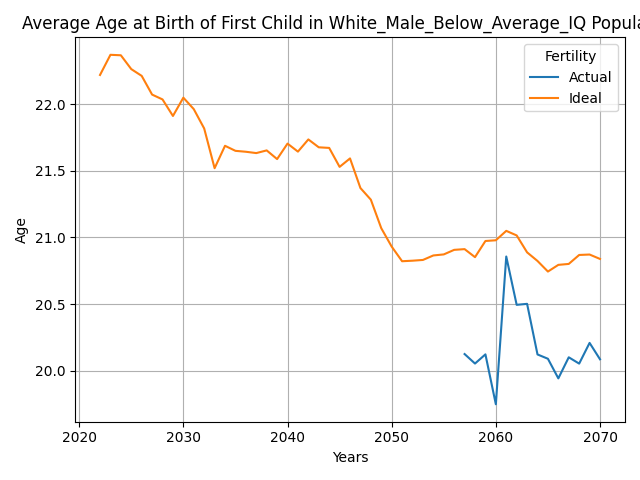 Average Age at Birth of First Child in White_Male_Below_Average_IQ Popula
Fertility
Actual
Ideal
22.0
21.5
21.0
20.5
20.0
Age
2020 2030 2040 2050 2060 2070
Years